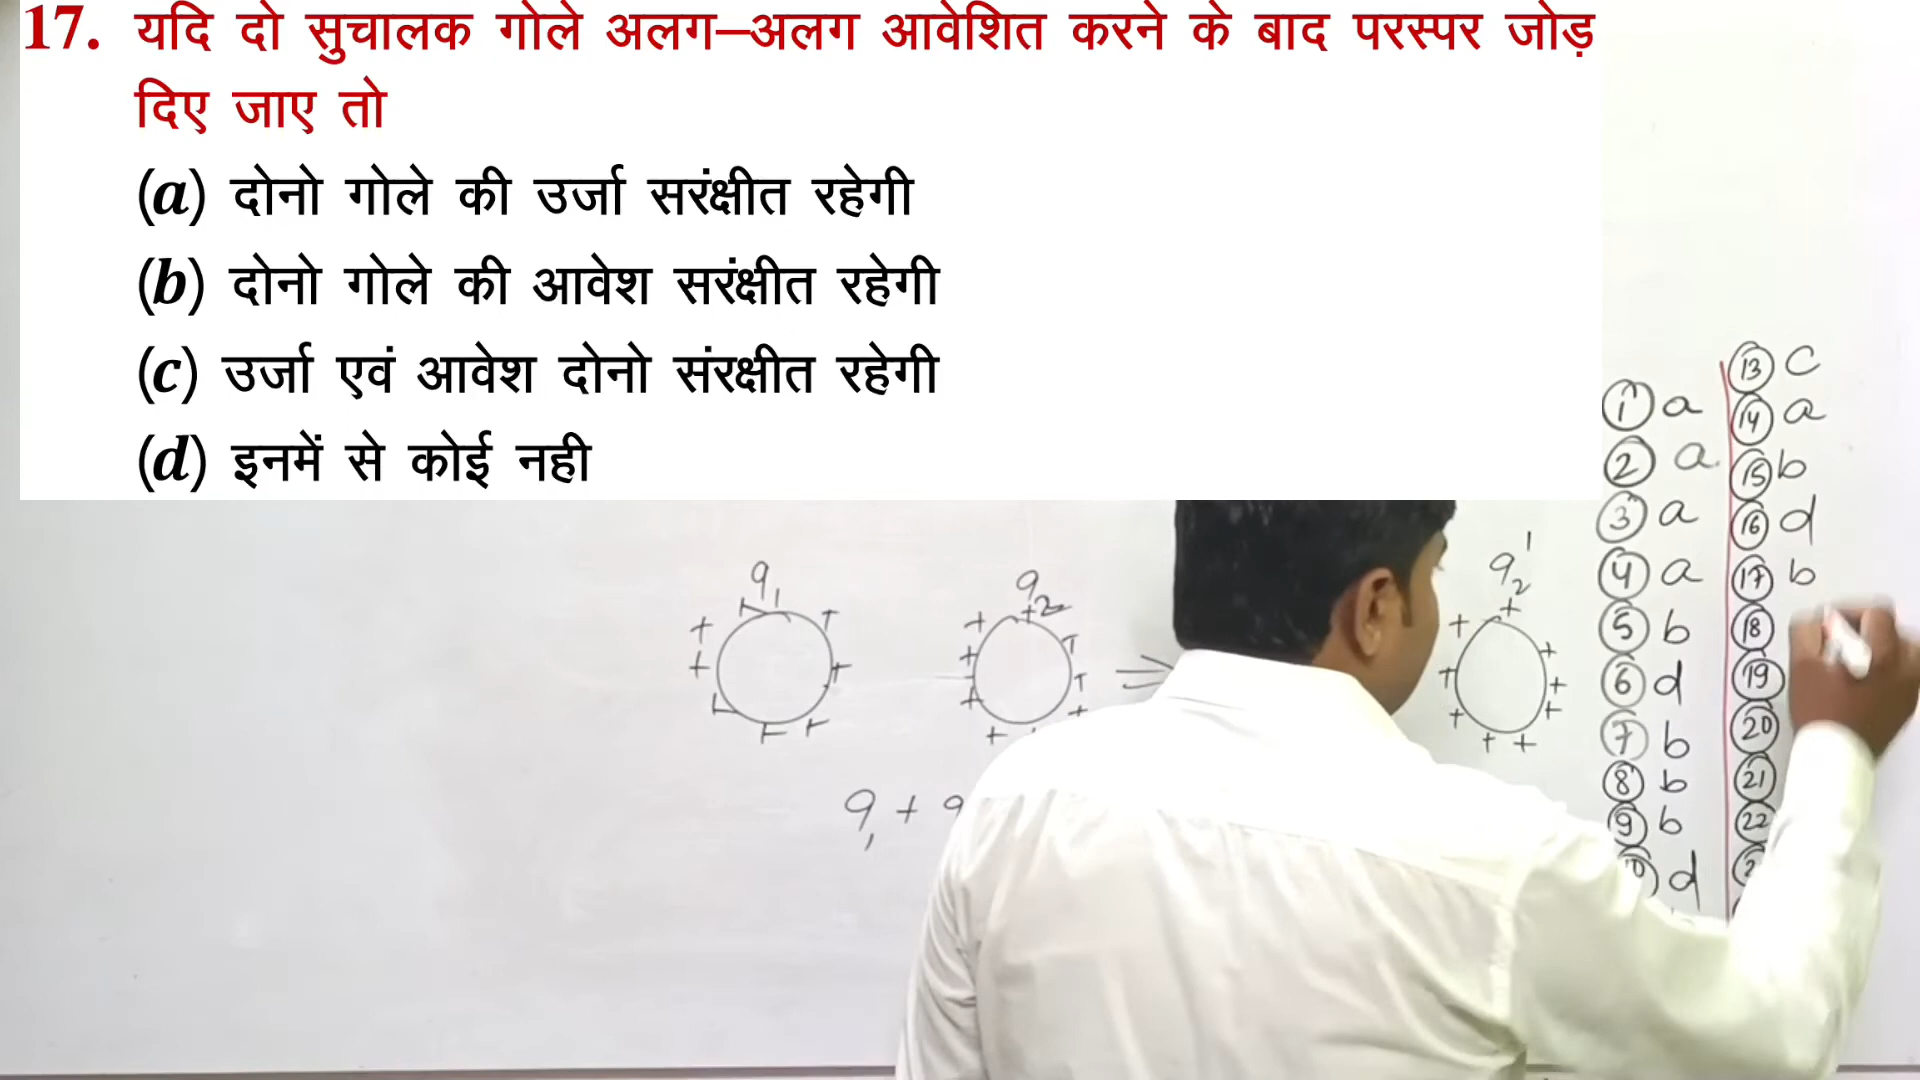 17. यदि दो सुचालक गोले अलग–अलग आवेशित करने के बाद परस्पर जोड़
दिए जाए तो
(a) दोनो गोले की उर्जा सरंक्षीत रहेगी
(b) दोनो गोले की आवेश सरंक्षीत रहेगी
(c) उर्जा एवं आवेश दोनो संरक्षीत रहेगी
(d) इनमें से कोई नही
q₁
q₂
q₂'
q₁ +
1 a
2 a
3 a
4 a
5 b
6 d
7 b
8 b
9 b
d
13 c
14 a
15 b
16 d
17 b
18
19
20
21
22